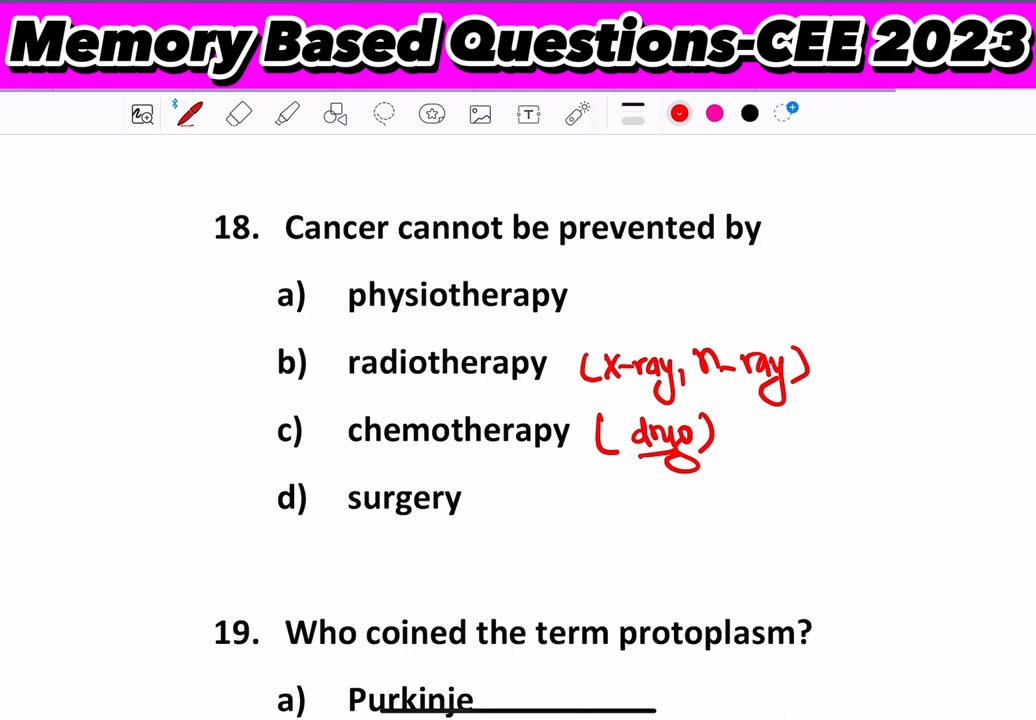 Memory Based Questions-CEE 2023
18. Cancer cannot be prevented by
a) physiotherapy
b) radiotherapy (x-ray, n-ray)
c) chemotherapy (drug)
d) surgery
19. Who coined the term protoplasm?
a) Purkinje